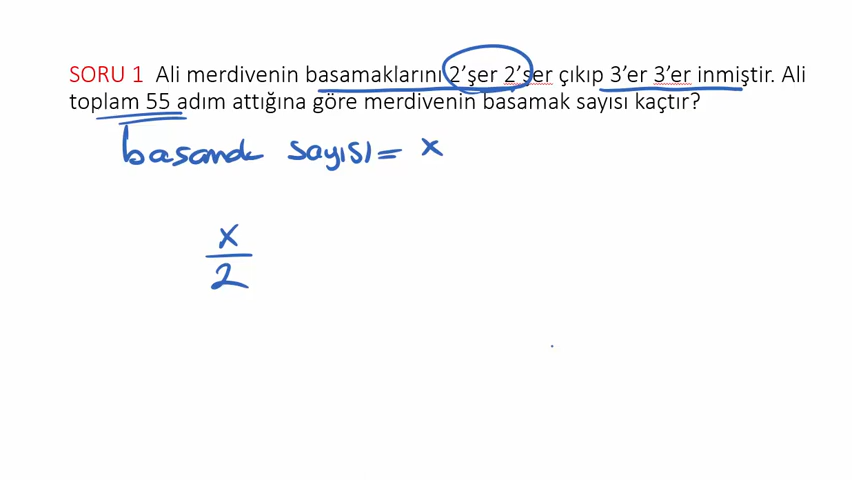 SORU 1 Ali merdivenin basamaklarını 2'şer 2'şer çıkıp 3'er 3'er inmiştir. Ali
toplam 55 adım attığına göre merdivenin basamak sayısı kaçtır?
basamak sayısı = x
x
2